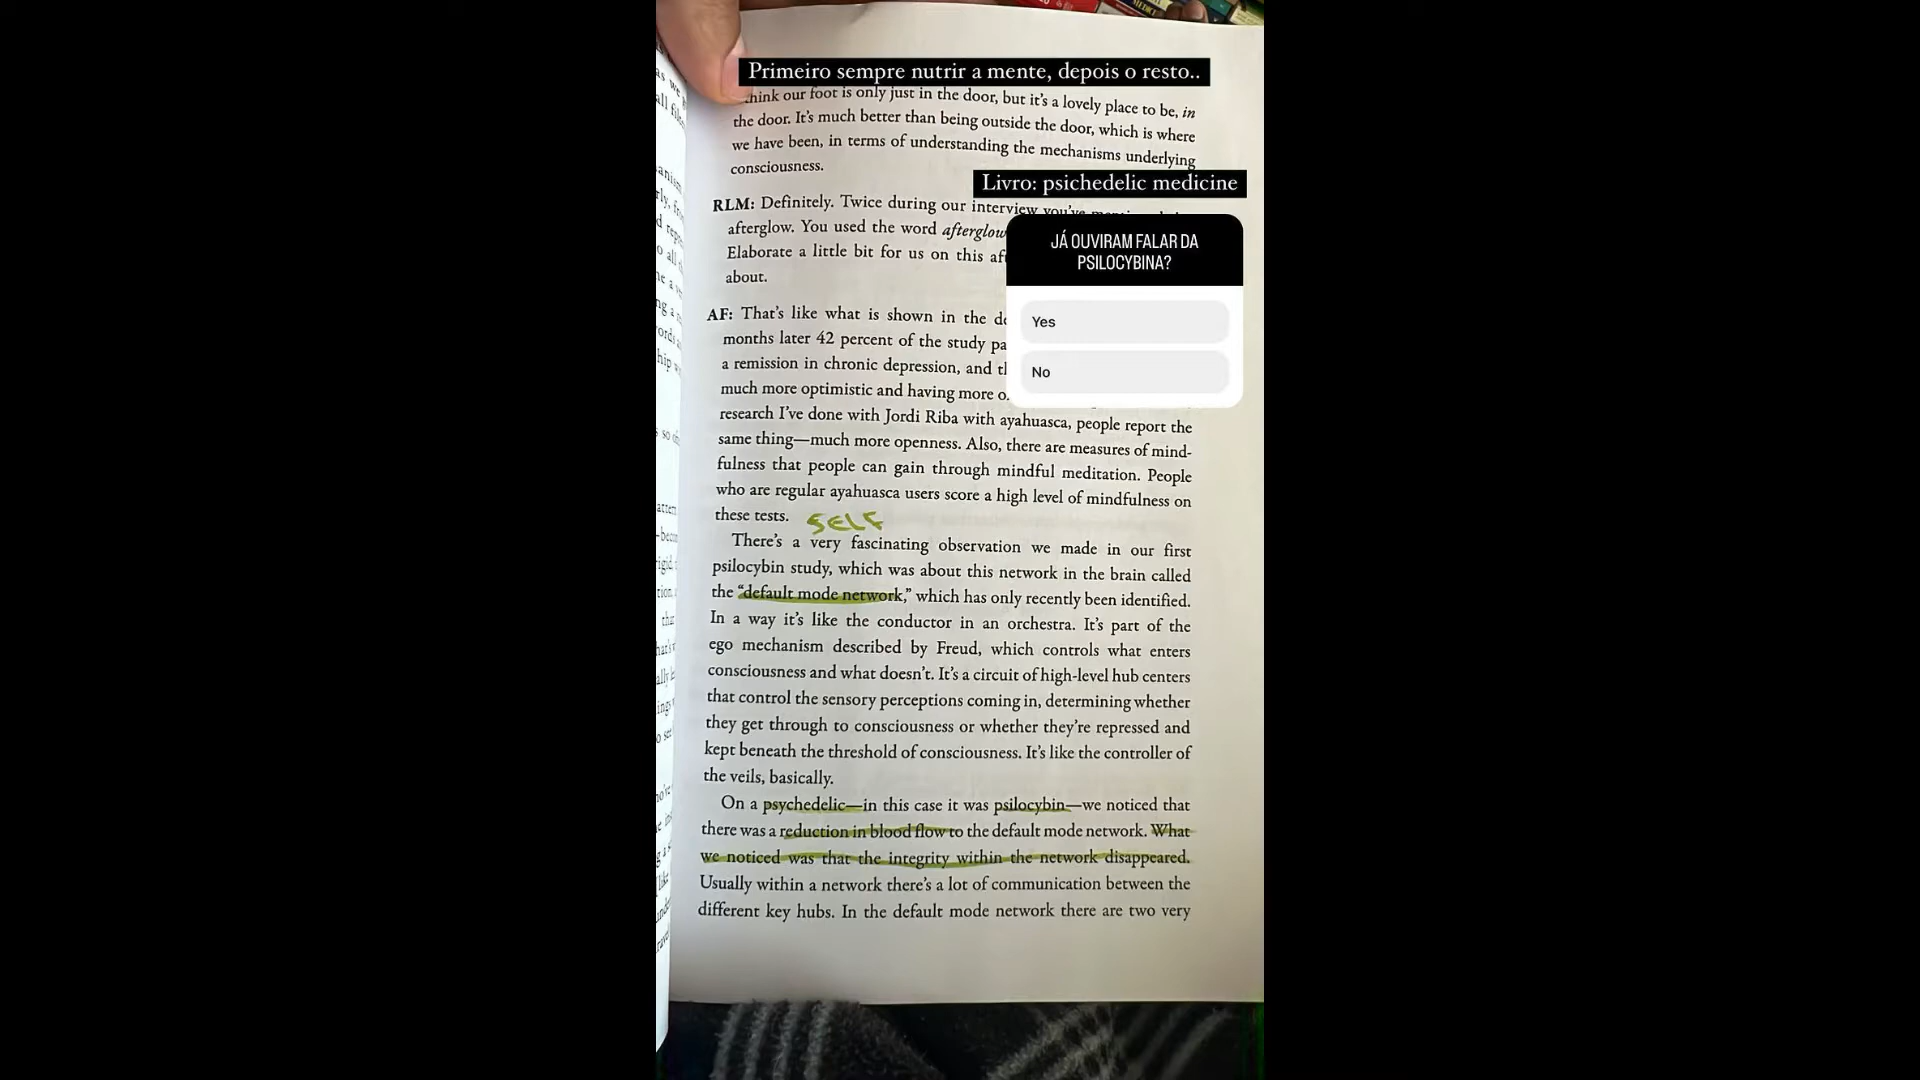 Primeiro sempre nutrir a mente, depois o resto..
think our foot is only just in the door, but it's a lovely place to be, in
the door. It's much better than being outside the door, which is where
we have been, in terms of understanding the mechanisms underlying
consciousness.
Livro: psichedelic medicine
RLM: Definitely. Twice during our interview you've
afterglow. You used the word afterglow
Elaborate a little bit for us on this
about.
JÁ OUVIRAM FALAR DA
PSILOCYBINA?
Yes
No
AF: That's like what is shown in the
months later 42 percent of the study
a remission in chronic depression, and
much more optimistic and having more
research I've done with Jordi Riba with ayahuasca, people report the
same thing—much more openness. Also, there are measures of mind-
fulness that people can gain through mindful meditation. People
who are regular ayahuasca users score a high level of mindfulness on
these tests.
SELF
There's a very fascinating observation we made in our first
psilocybin study, which was about this network in the brain called
the “default mode network,” which has only recently been identified.
In a way it's like the conductor in an orchestra. It's part of the
ego mechanism described by Freud, which controls what enters
consciousness and what doesn't. It's a circuit of high-level hub centers
that control the sensory perceptions coming in, determining whether
they get through to consciousness or whether they're repressed and
kept beneath the threshold of consciousness. It's like the controller of
the veils, basically.
On a psychedelic—in this case it was psilocybin—we noticed that
there was a reduction in blood flow to the default mode network. What
we noticed was that the integrity within the network disappeared.
Usually within a network there's a lot of communication between the
different key hubs. In the default mode network there are two very